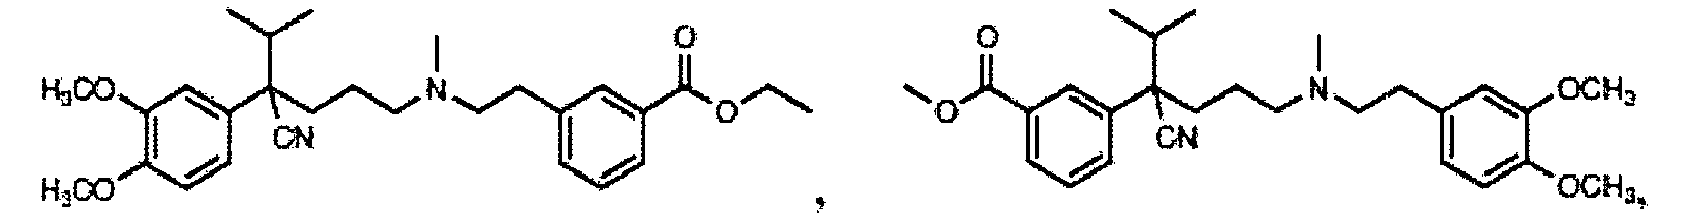 O O
H₃CO N N OCH₃
O O
CN CN
H₃CO , OCH₃,